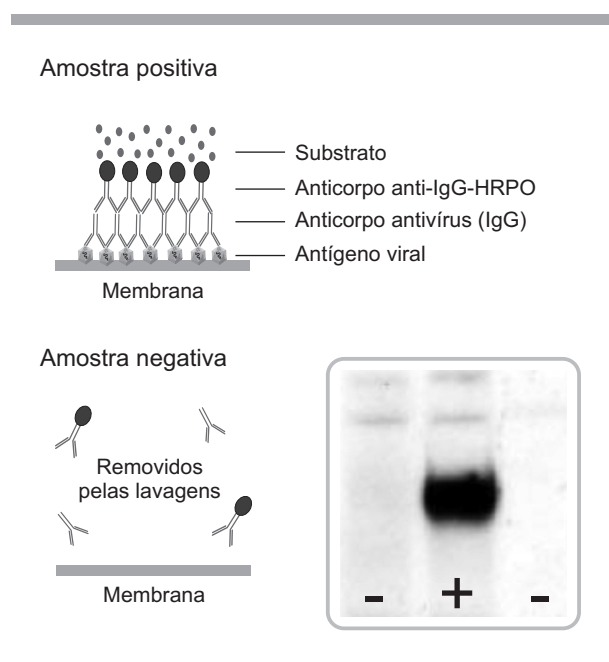 Amostra positiva
Substrato
Anticorpo anti-IgG-HRPO
Anticorpo antivírus (IgG)
Antígeno viral
Membrana
Amostra negativa
Removidos
pelas lavagens
Membrana
- + -